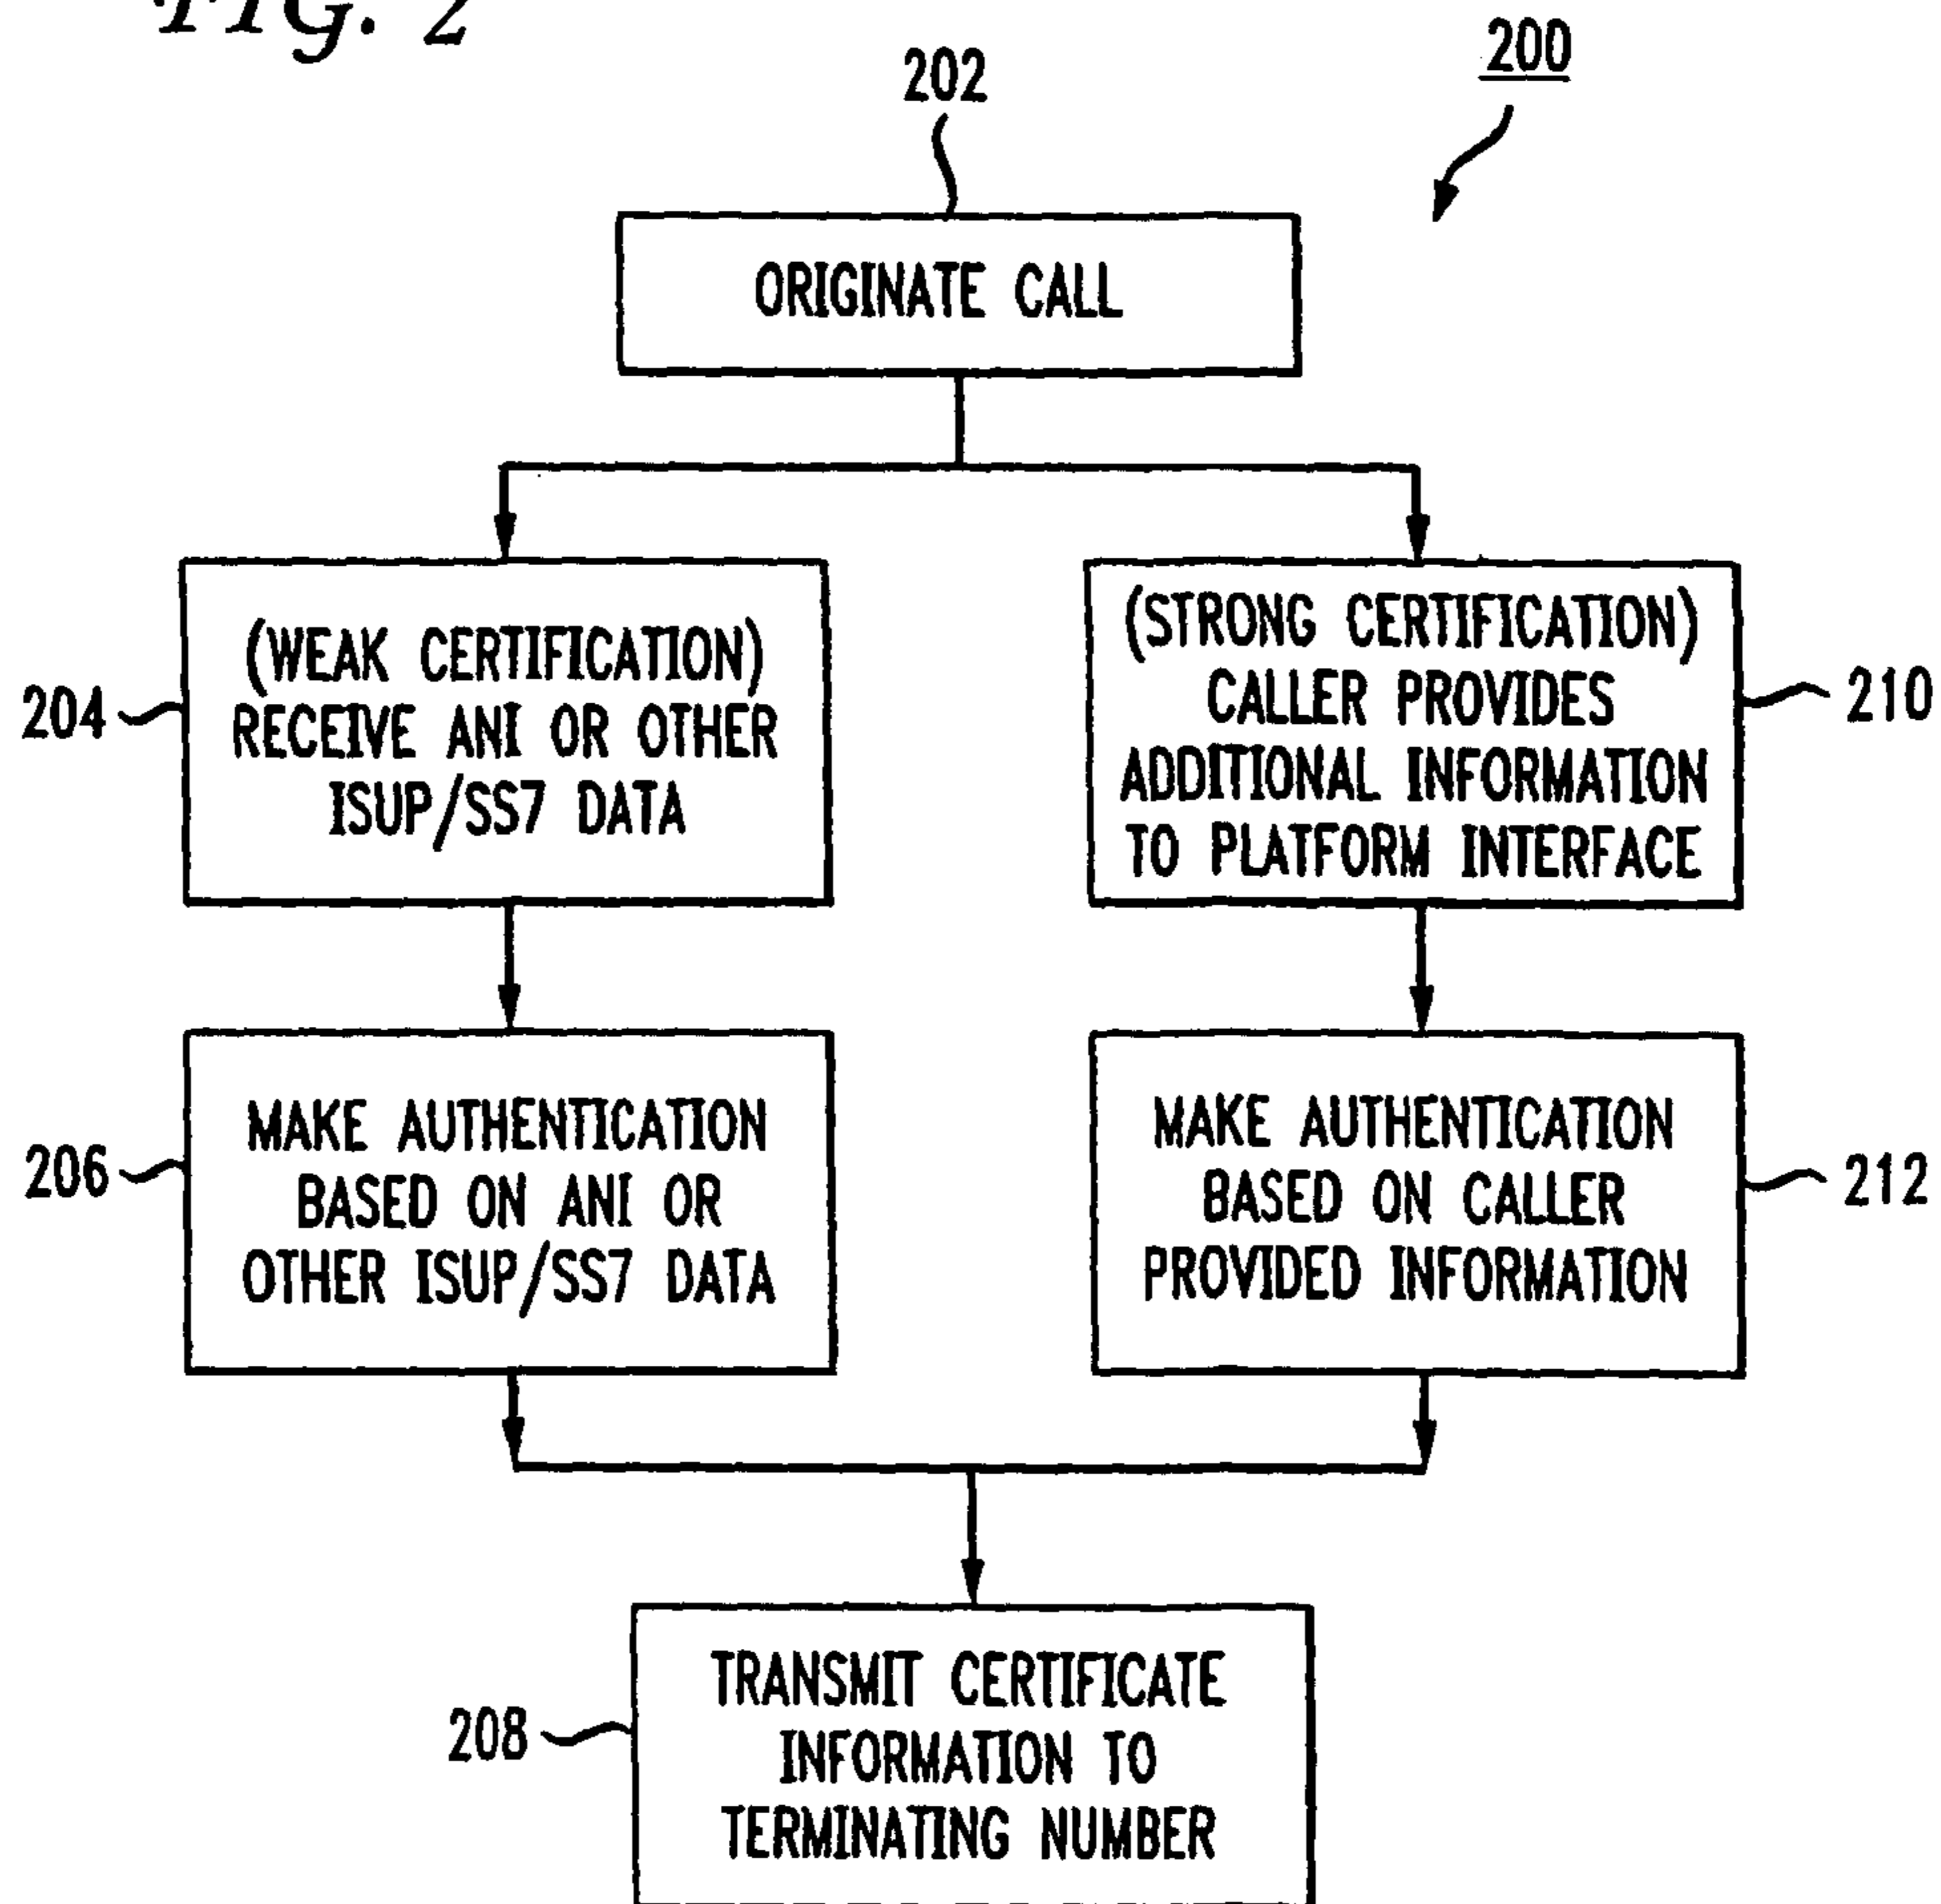 FIG. 2
200
202
ORIGINATE CALL
204
(WEAK CERTIFICATION)
RECEIVE ANI OR OTHER
ISUP/SS7 DATA
(STRONG CERTIFICATION)
CALLER PROVIDES
ADDITIONAL INFORMATION
TO PLATFORM INTERFACE
210
206
MAKE AUTHENTICATION
BASED ON ANI OR
OTHER ISUP/SS7 DATA
MAKE AUTHENTICATION
BASED ON CALLER
PROVIDED INFORMATION
212
208
TRANSMIT CERTIFICATE
INFORMATION TO
TERMINATING NUMBER